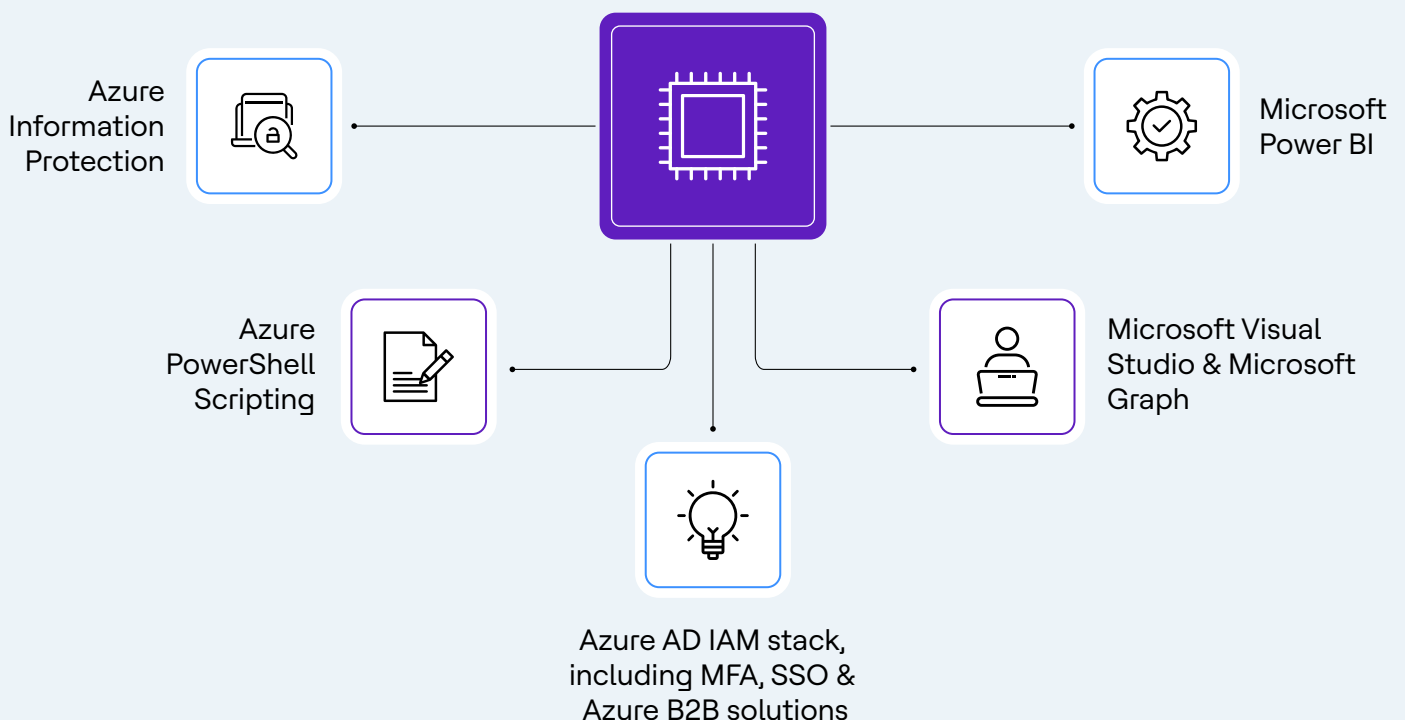 Azure
Information
Protection
Microsoft
Power BI
Azure
PowerShell
Scripting
Microsoft Visual
Studio & Microsoft
Graph
Azure AD IAM stack,
including MFA, SSO &
Azure B2B solutions